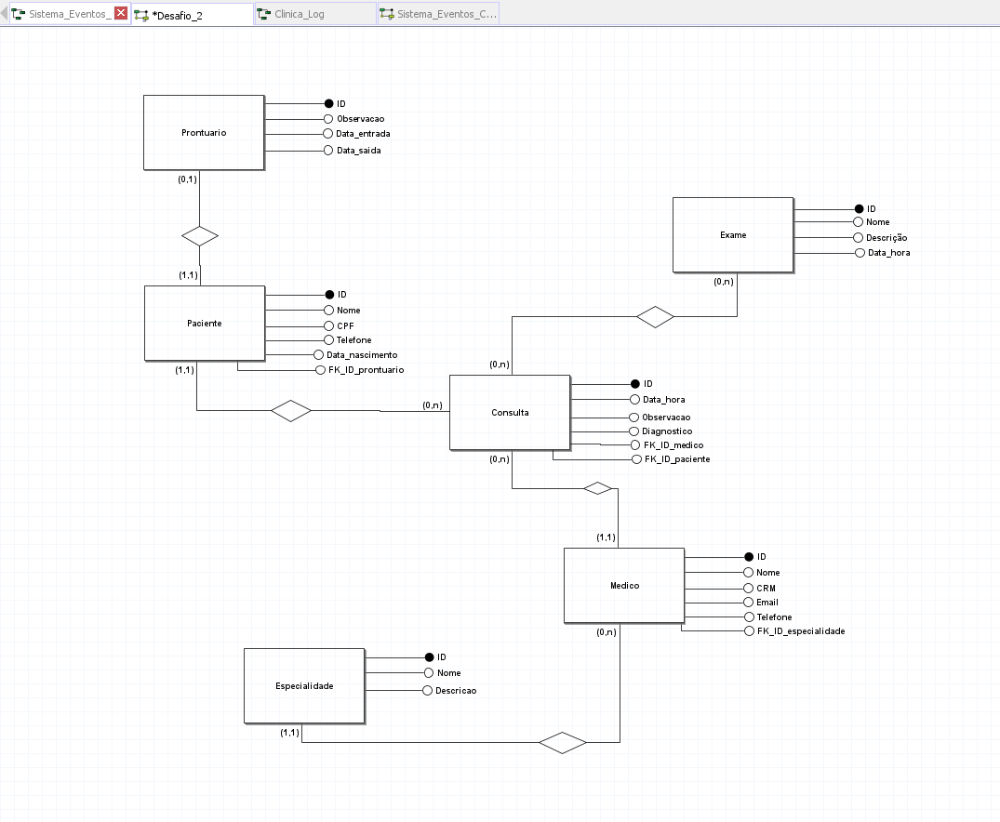 Sistema_Eventos_
*Desafio_2
Clinica_Log
Sistema_Eventos_C...
Prontuario
ID
Observacao
Data_entrada
Data_saida
(0,1)
(1,1)
Paciente
ID
Nome
CPF
Telefone
Data_nascimento
FK_ID_prontuario
(1,1)
(0,n)
Exame
ID
Nome
Descrição
Data_hora
(0,n)
(0,n)
Consulta
ID
Data_hora
Observacao
Diagnostico
FK_ID_medico
FK_ID_paciente
(0,n)
(1,1)
Medico
ID
Nome
CRM
Email
Telefone
FK_ID_especialidade
(0,n)
Especialidade
ID
Nome
Descricao
(1,1)